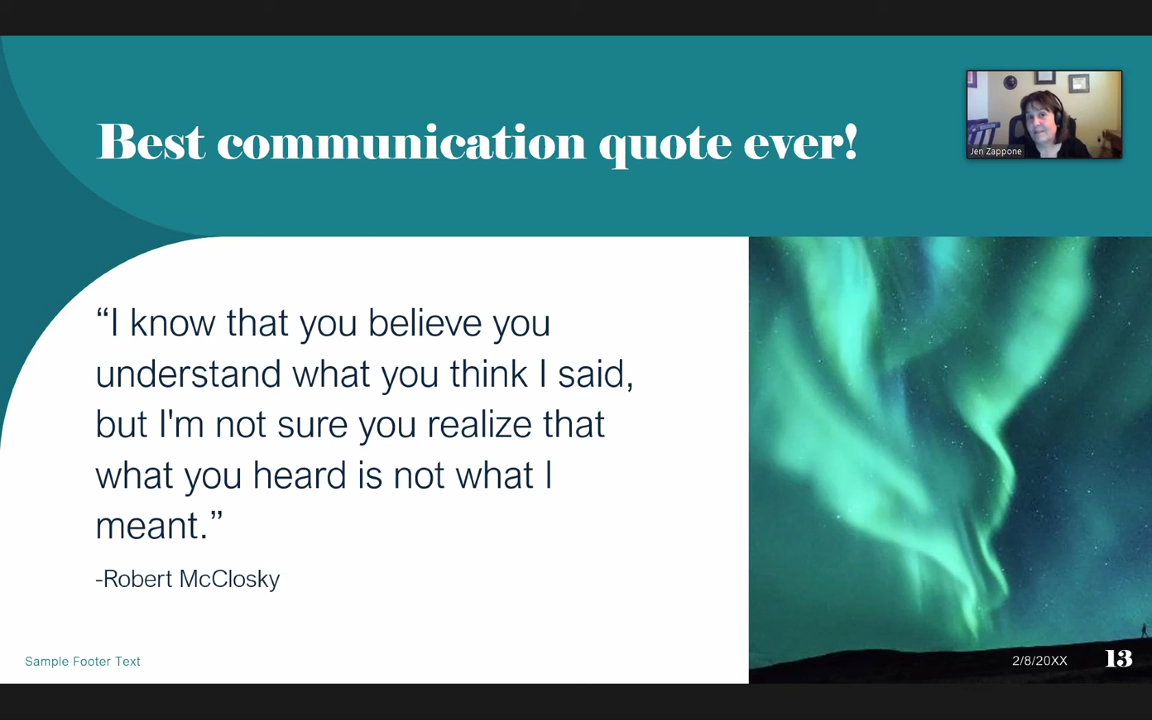 Best communication quote ever!
Jen Zappone
“I know that you believe you
understand what you think I said,
but I'm not sure you realize that
what you heard is not what I
meant.”
-Robert McClosky
Sample Footer Text
2/8/20XX
13